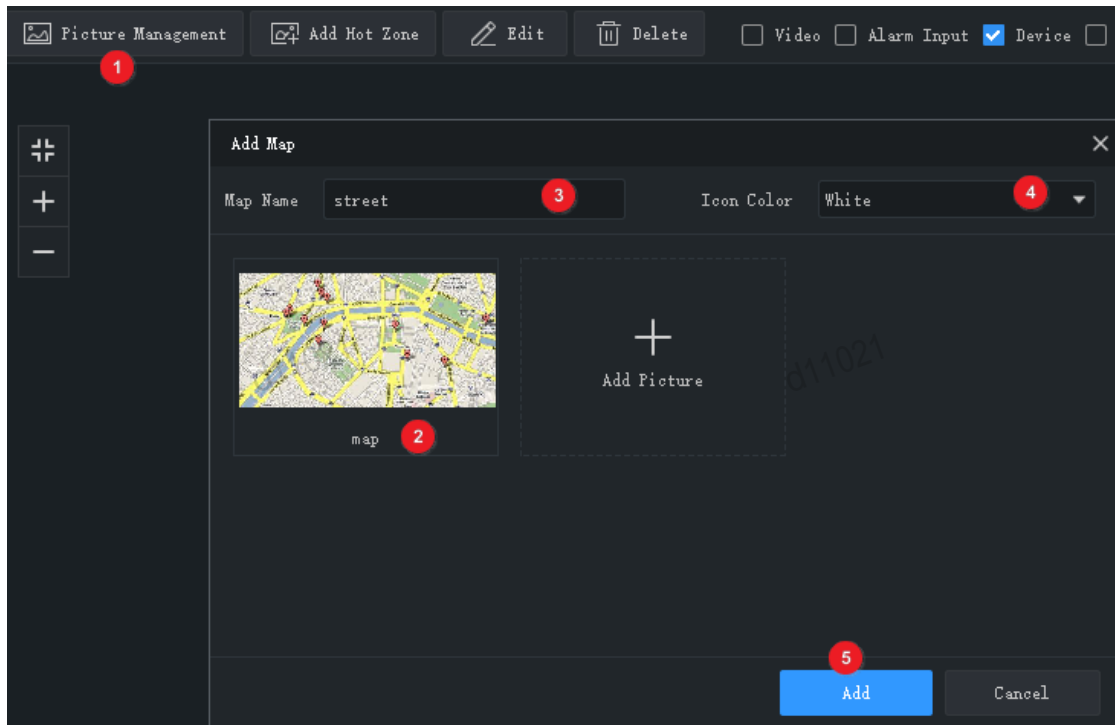 Picture Management Add Hot Zone Edit Delete Video Alarm Input Device
1
Add Map
Map Name street 3 Icon Color White 4
Add Picture
d11021
map 2
5
Add Cancel